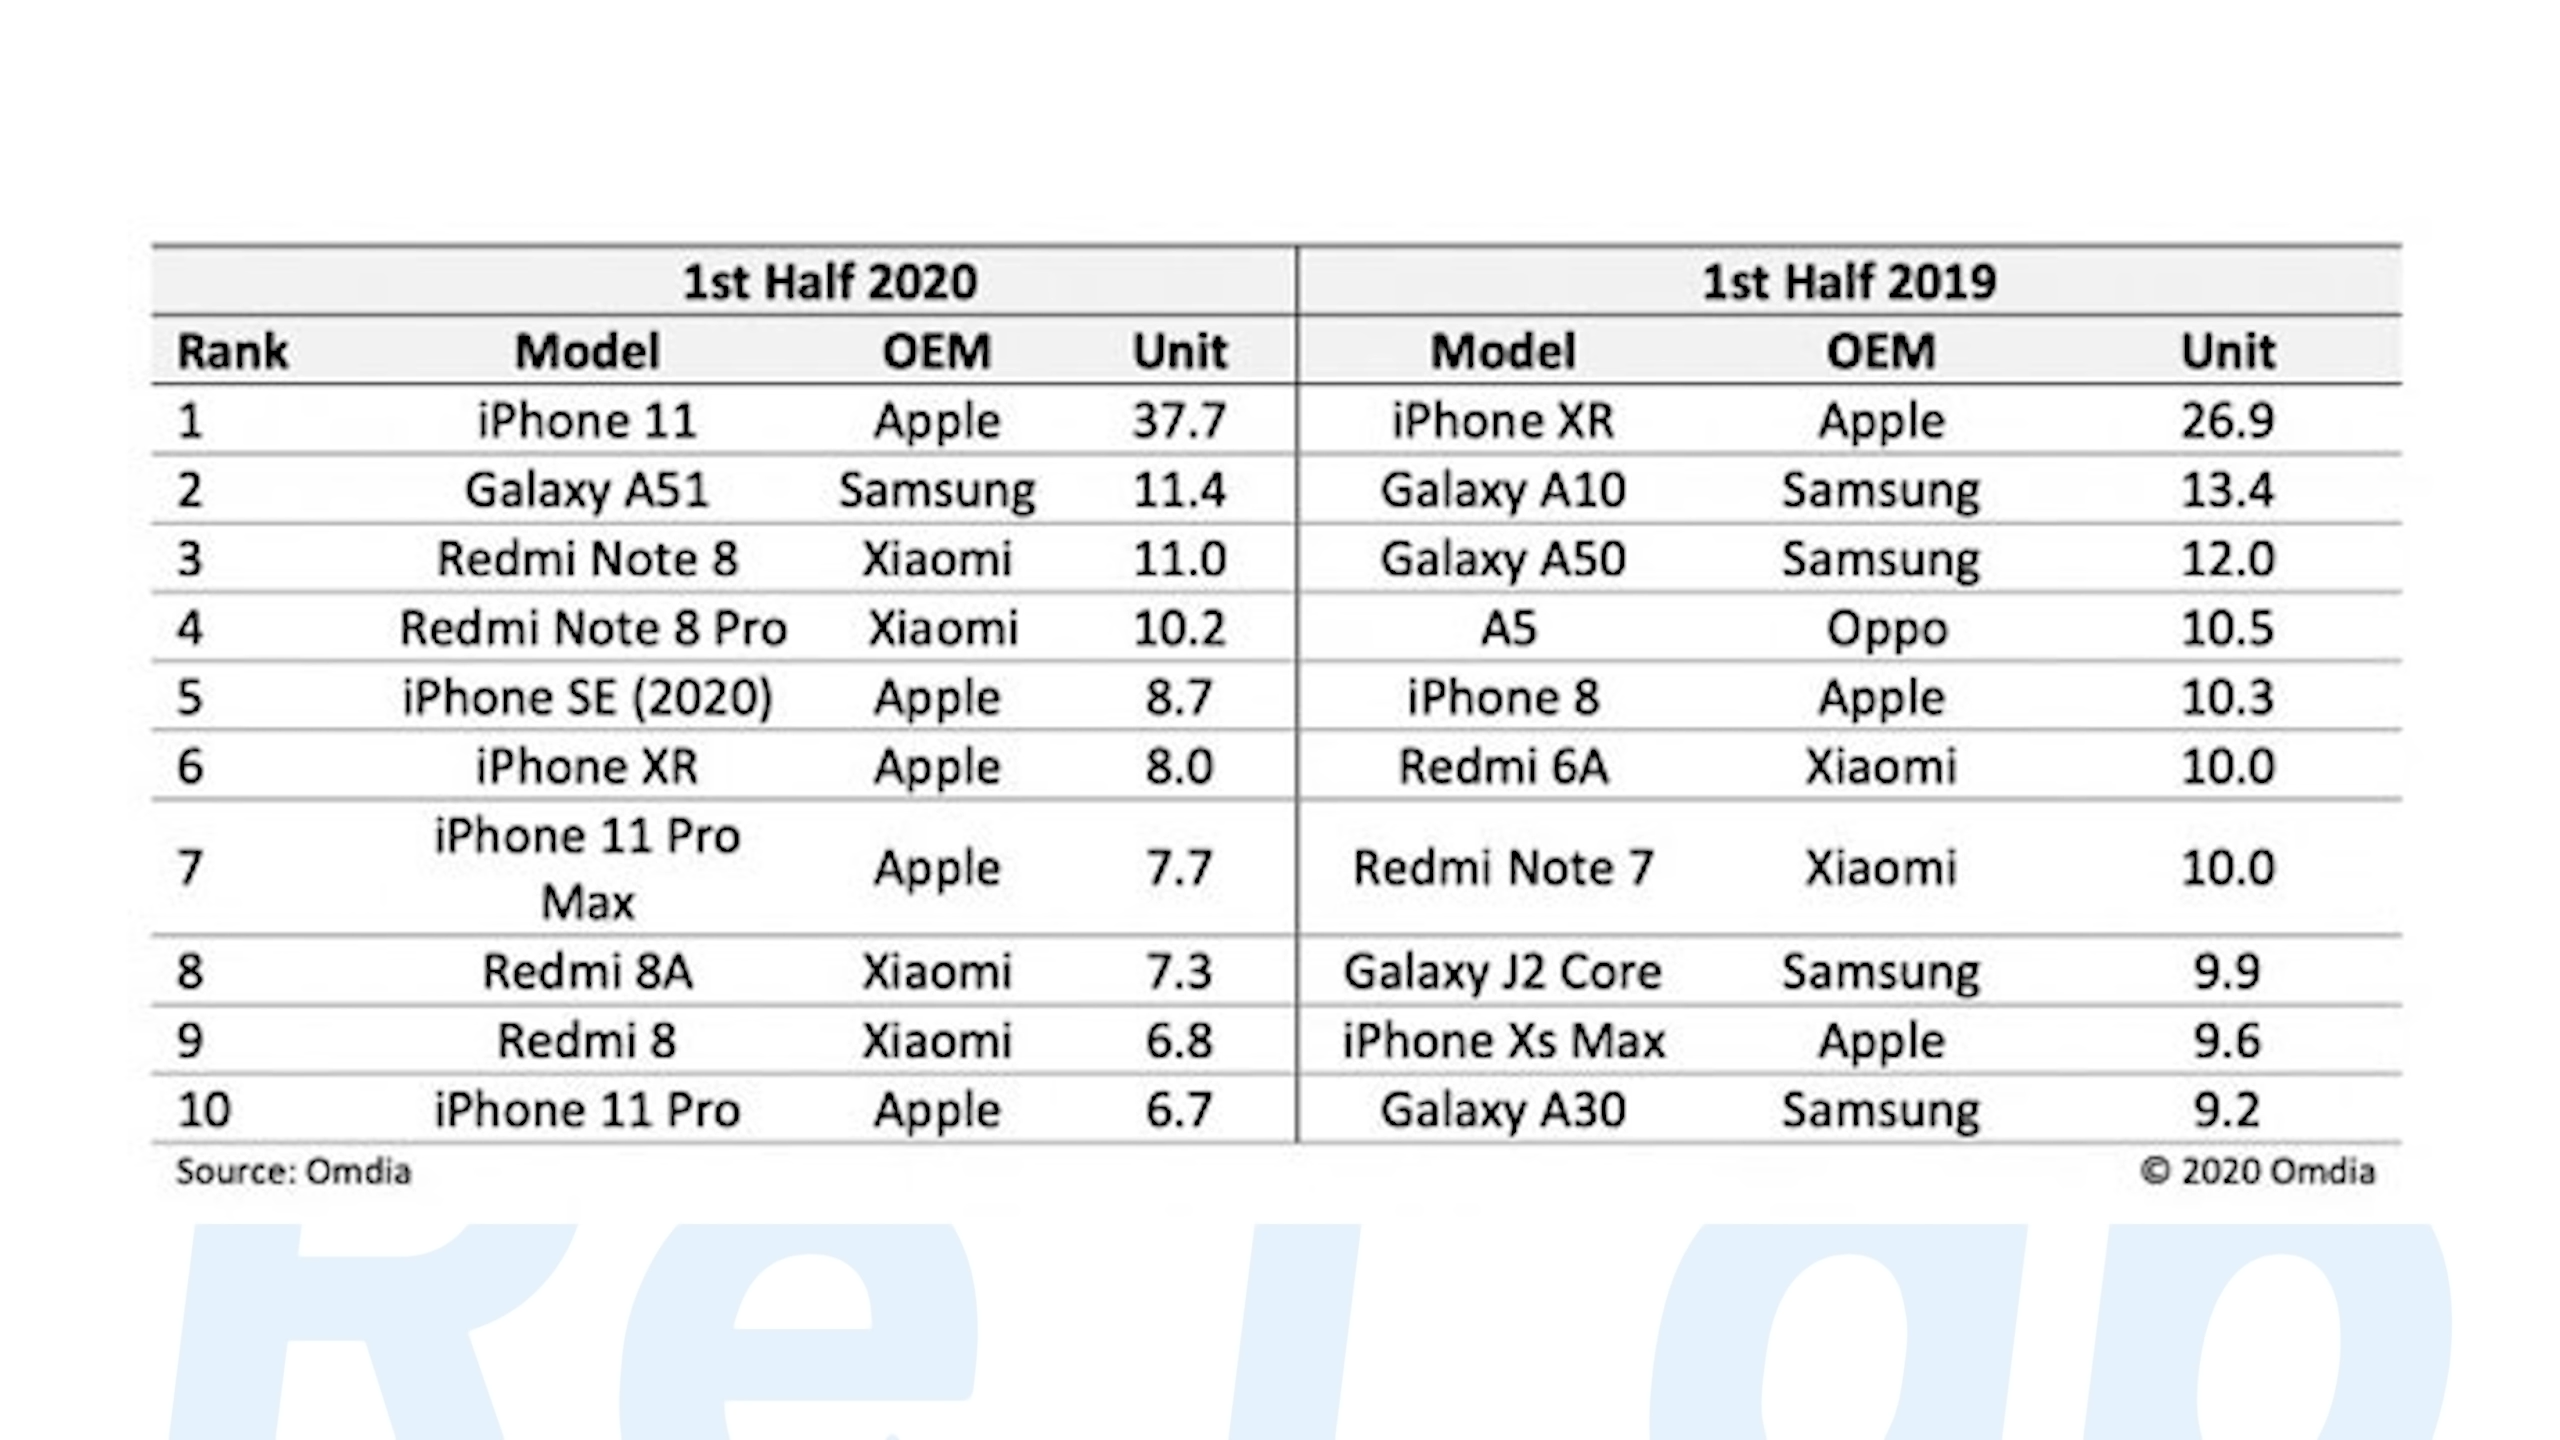 1st Half 2020 1st Half 2019
Rank Model OEM Unit Model OEM Unit
1 iPhone 11 Apple 37.7 iPhone XR Apple 26.9
2 Galaxy A51 Samsung 11.4 Galaxy A10 Samsung 13.4
3 Redmi Note 8 Xiaomi 11.0 Galaxy A50 Samsung 12.0
4 Redmi Note 8 Pro Xiaomi 10.2 A5 Oppo 10.5
5 iPhone SE (2020) Apple 8.7 iPhone 8 Apple 10.3
6 iPhone XR Apple 8.0 Redmi 6A Xiaomi 10.0
7 iPhone 11 Pro Max Apple 7.7 Redmi Note 7 Xiaomi 10.0
8 Redmi 8A Xiaomi 7.3 Galaxy J2 Core Samsung 9.9
9 Redmi 8 Xiaomi 6.8 iPhone Xs Max Apple 9.6
10 iPhone 11 Pro Apple 6.7 Galaxy A30 Samsung 9.2
Source: Omdia © 2020 Omdia